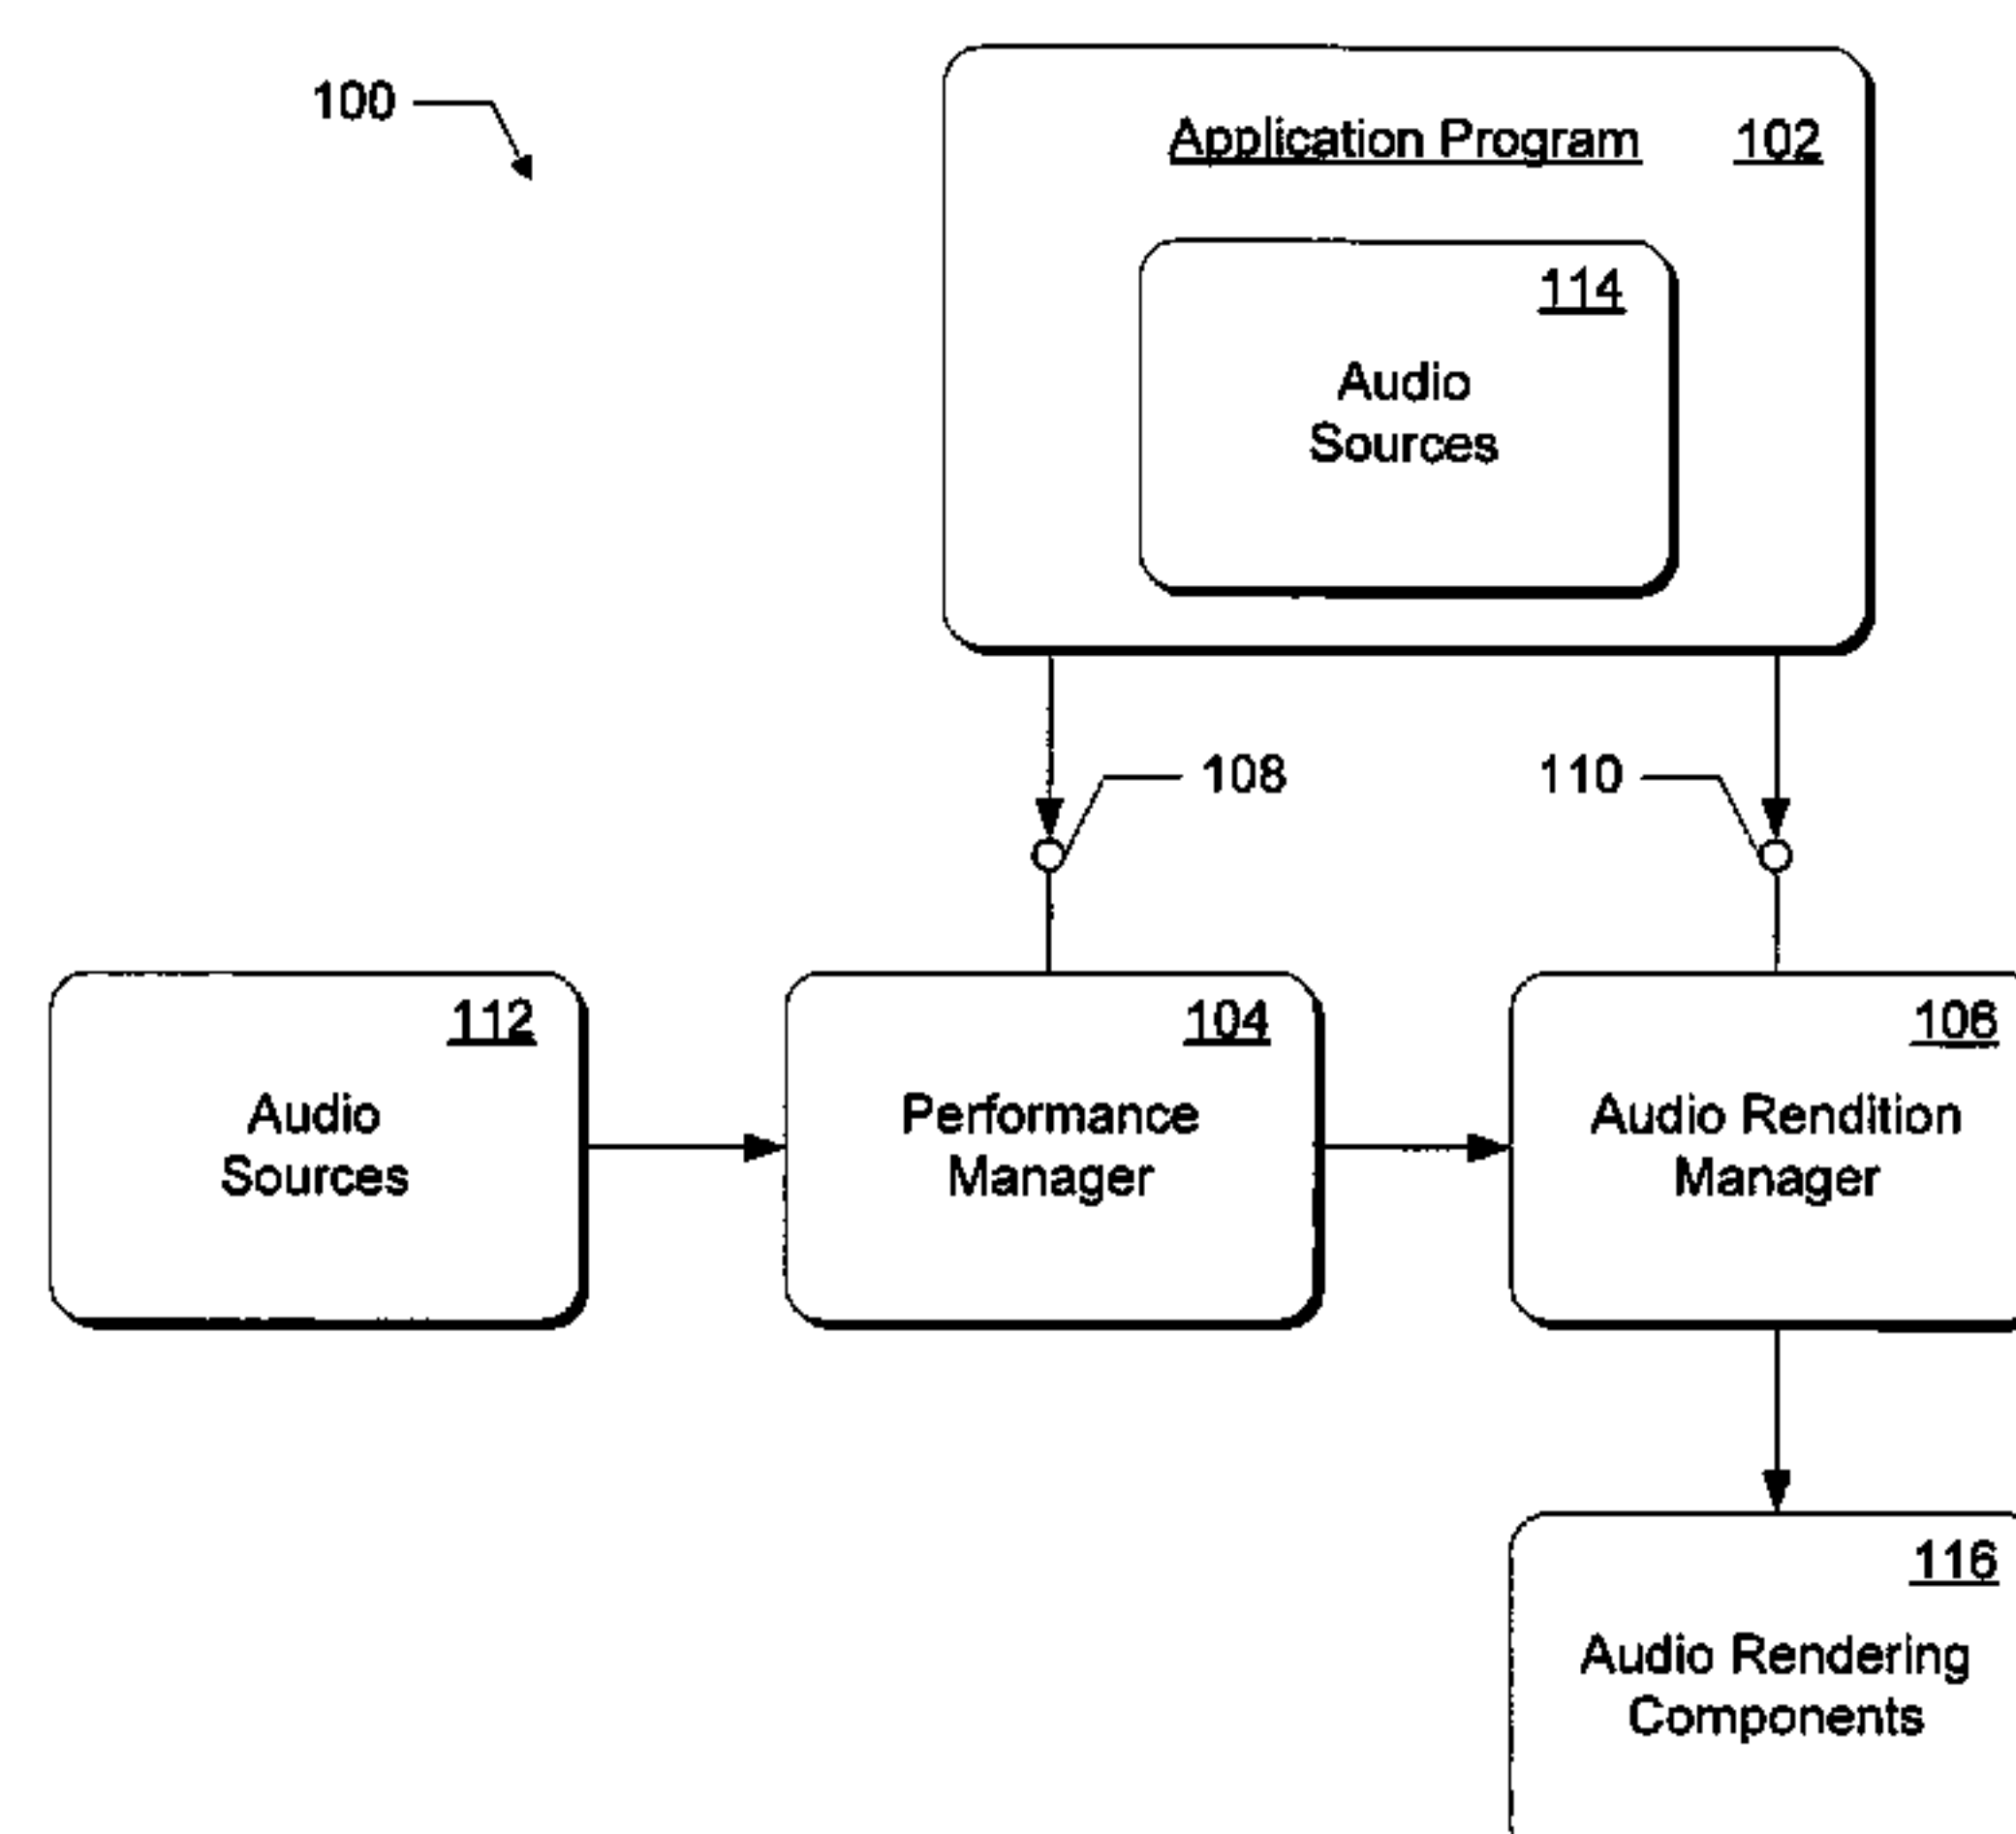 100
Application Program 102
114
Audio
Sources
108
110
112
Audio
Sources
104
Performance
Manager
106
Audio Rendition
Manager
116
Audio Rendering
Components